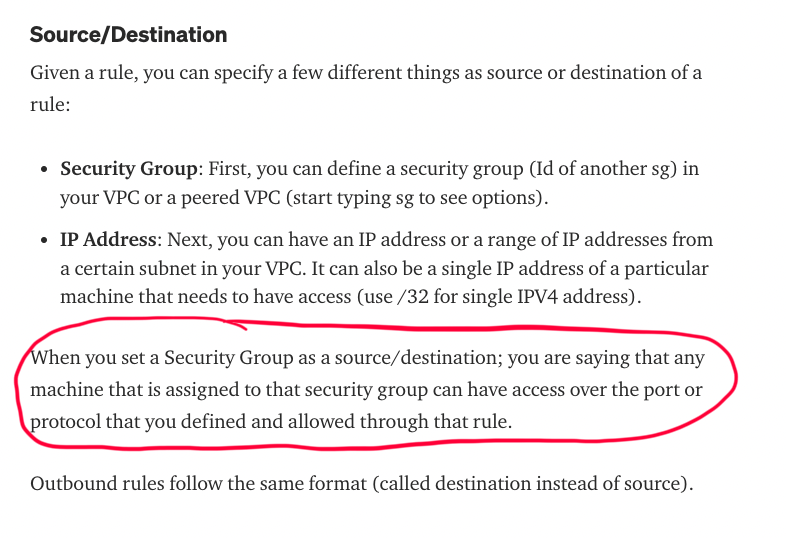 Source/Destination
Given a rule, you can specify a few different things as source or destination of a
rule:
• Security Group: First, you can define a security group (Id of another sg) in
your VPC or a peered VPC (start typing sg to see options).
• IP Address: Next, you can have an IP address or a range of IP addresses from
a certain subnet in your VPC. It can also be a single IP address of a particular
machine that needs to have access (use /32 for single IPV4 address).
When you set a Security Group as a source/destination; you are saying that any
machine that is assigned to that security group can have access over the port or
protocol that you defined and allowed through that rule.
Outbound rules follow the same format (called destination instead of source).